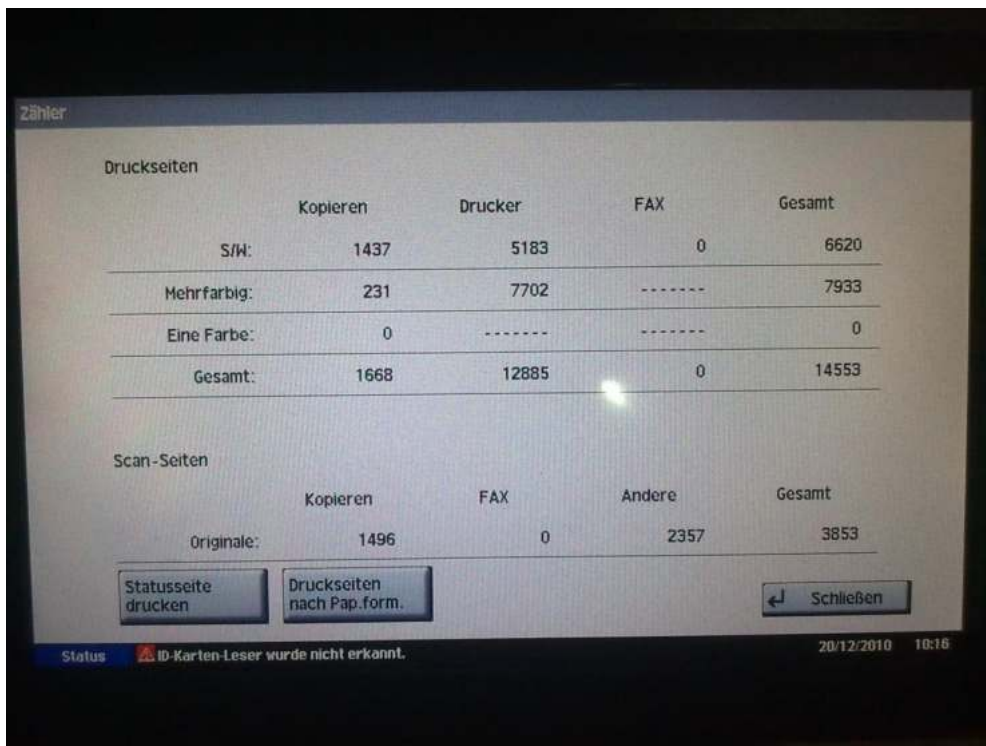 Zähler
Druckseiten
Kopieren Drucker FAX Gesamt
S/W: 1437 5183 0 6620
Mehrfarbig: 231 7702 ------- 7933
Eine Farbe: 0 ------- ------- 0
Gesamt: 1668 12885 0 14553
Scan-Seiten
Kopieren FAX Andere Gesamt
Originale: 1496 0 2357 3853
Statusseite
drucken
Druckseiten
nach Pap.form.
Schließen
Status ID-Karten-Leser wurde nicht erkannt. 20/12/2010 10:16